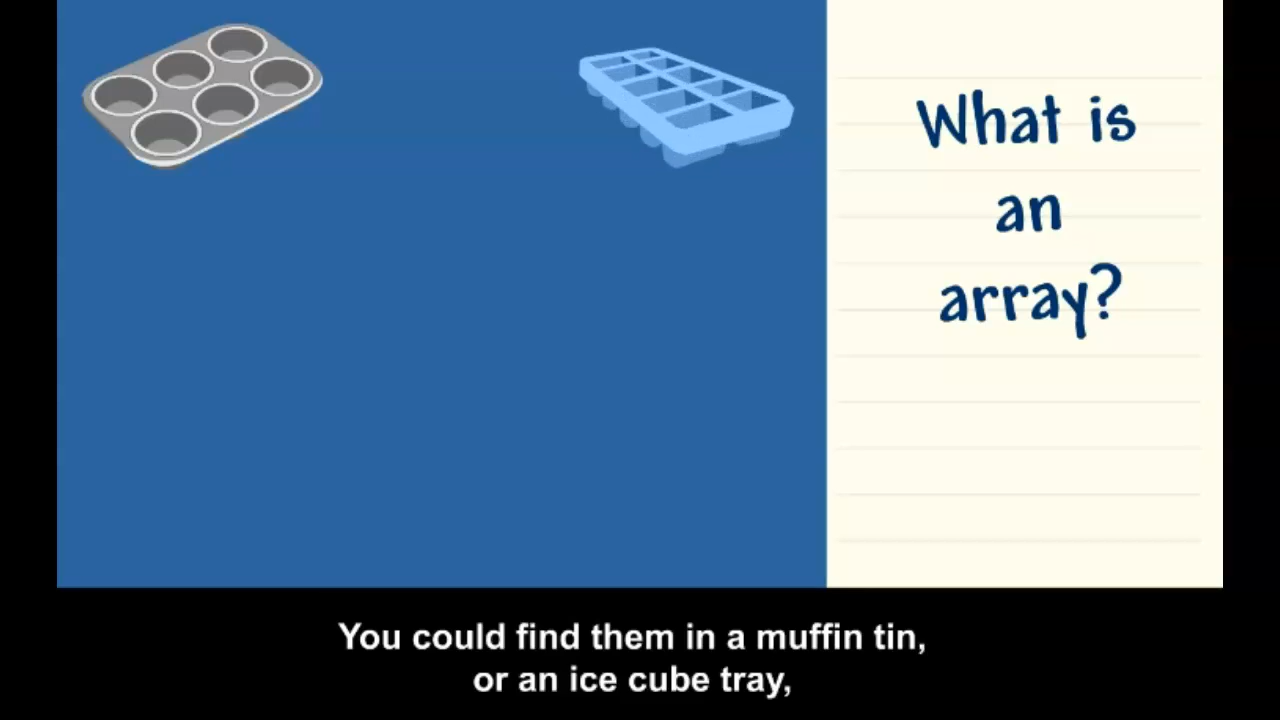 What is
an
array?
You could find them in a muffin tin,
or an ice cube tray,